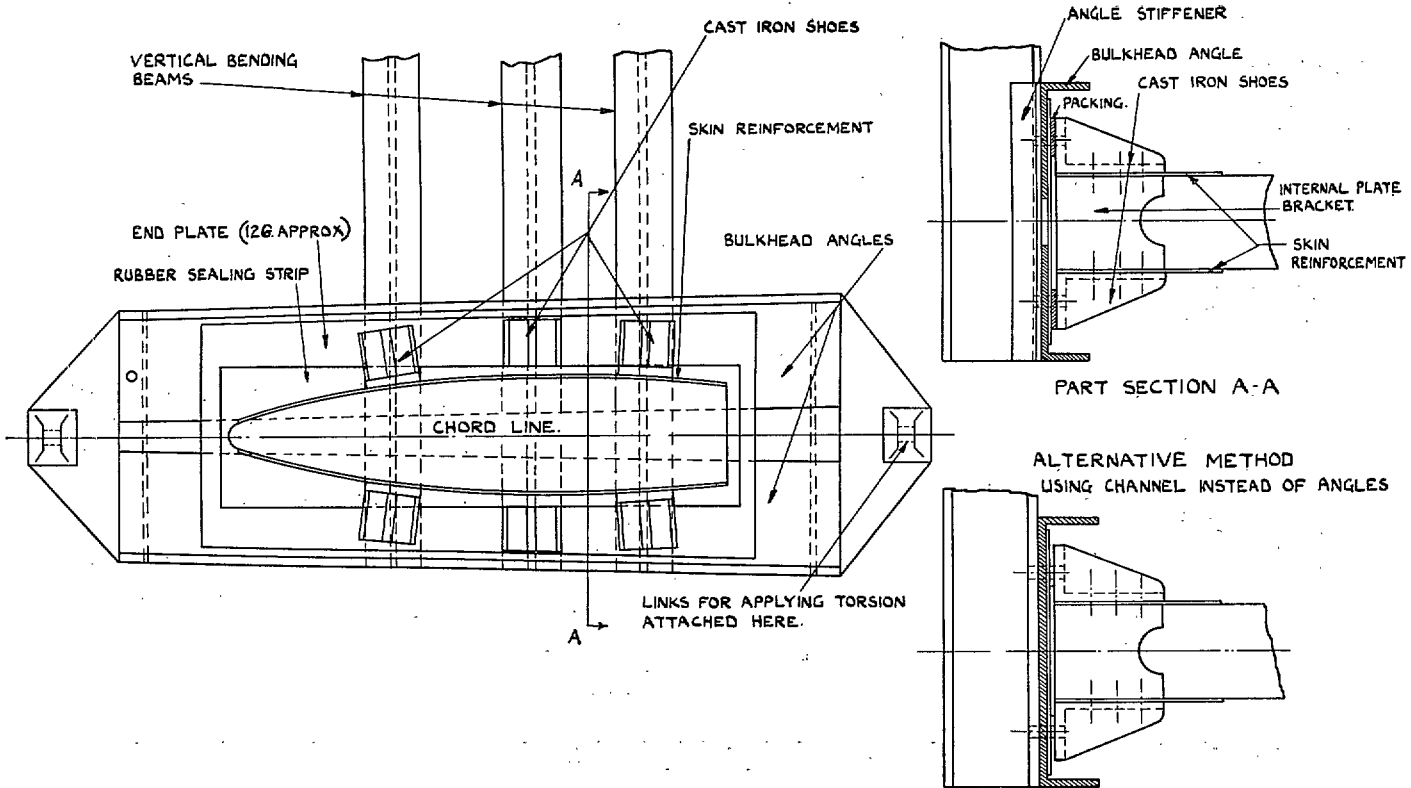 CAST IRON SHOES
VERTICAL BENDING
BEAMS
SKIN REINFORCEMENT
A
END PLATE (12G. APPROX)
BULKHEAD ANGLES
RUBBER SEALING STRIP
CHORD LINE.
LINKS FOR APPLYING TORSION
ATTACHED HERE.
A
ANGLE STIFFENER
BULKHEAD ANGLE
CAST IRON SHOES
PACKING.
INTERNAL PLATE
BRACKET.
SKIN
REINFORCEMENT
PART SECTION A-A
ALTERNATIVE METHOD
USING CHANNEL INSTEAD OF ANGLES